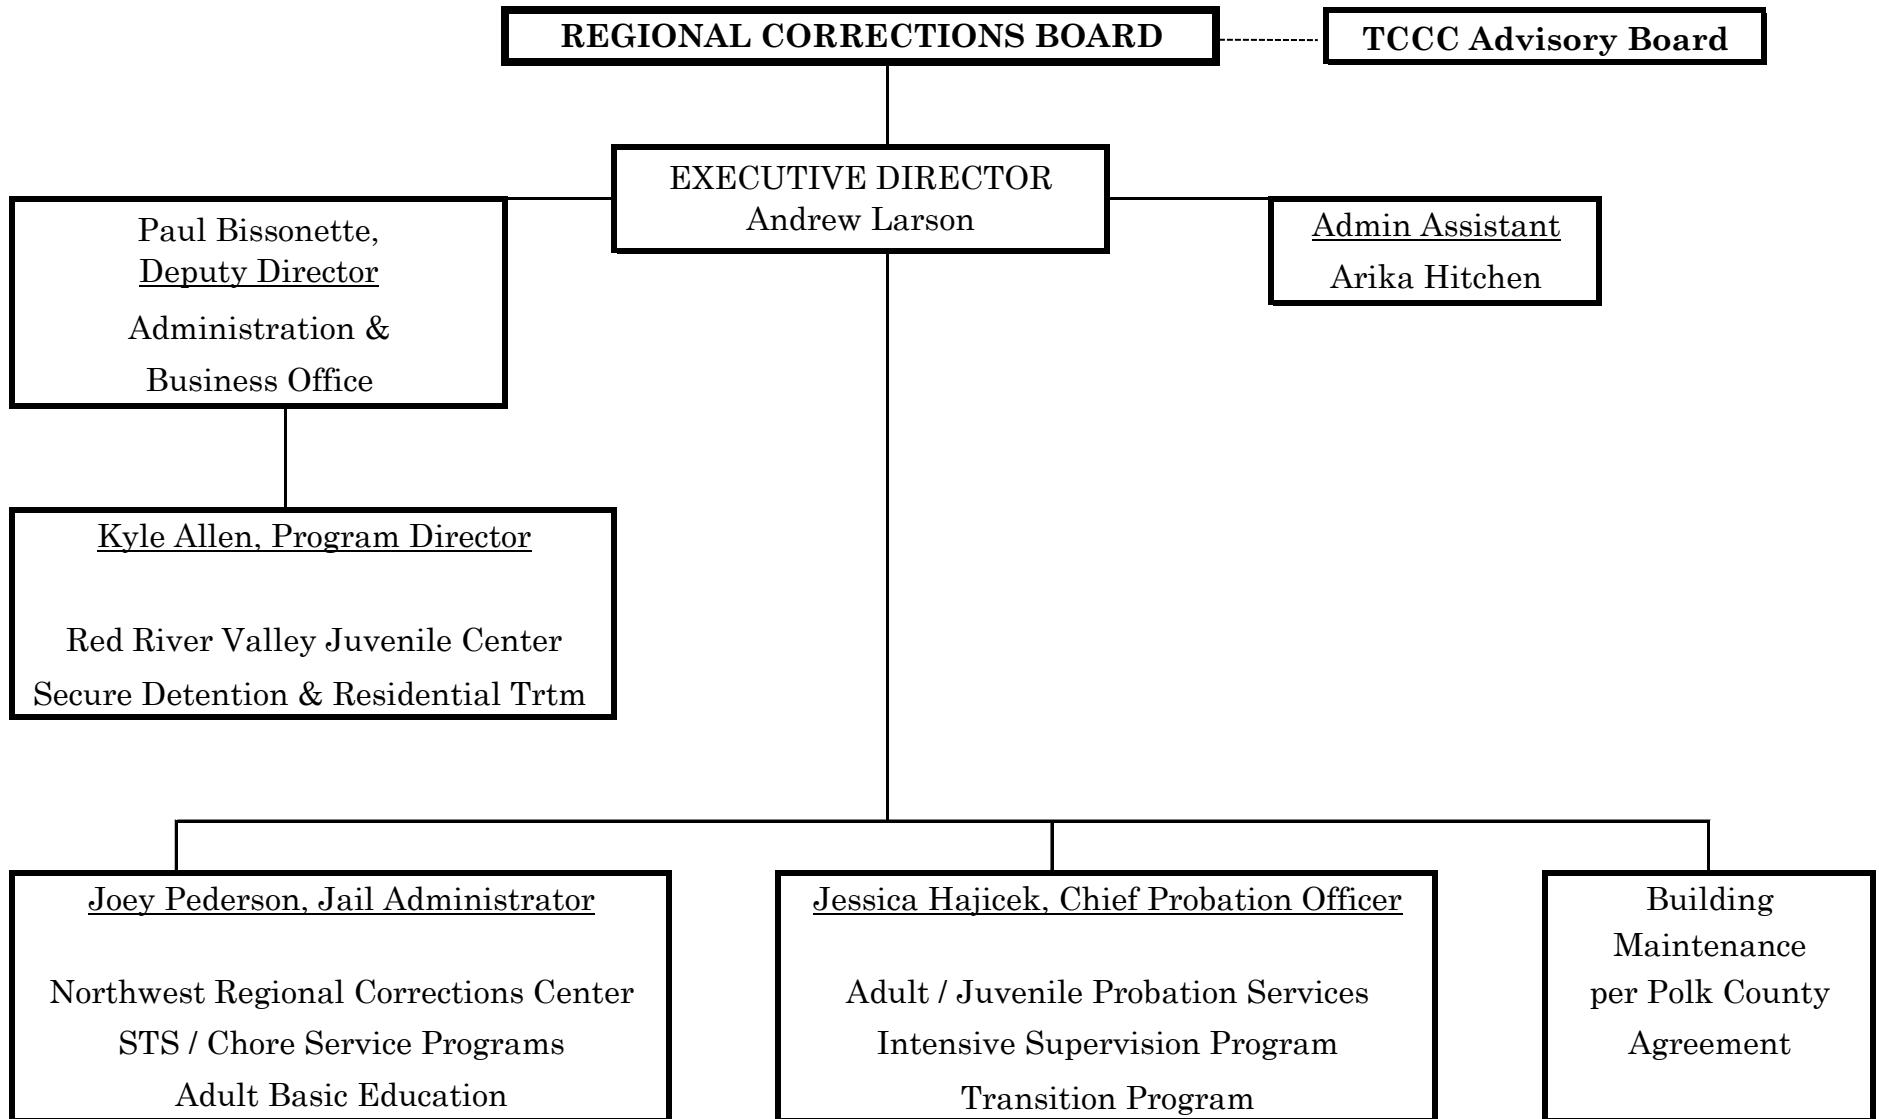 REGIONAL CORRECTIONS BOARD
TCCC Advisory Board
EXECUTIVE DIRECTOR
Andrew Larson
Paul Bissonette,
Deputy Director
Administration &
Business Office
Admin Assistant
Arika Hitchen
Kyle Allen, Program Director
Red River Valley Juvenile Center
Secure Detention & Residential Trtm
Joey Pederson, Jail Administrator
Northwest Regional Corrections Center
STS / Chore Service Programs
Adult Basic Education
Jessica Hajicek, Chief Probation Officer
Adult / Juvenile Probation Services
Intensive Supervision Program
Transition Program
Building
Maintenance
per Polk County
Agreement